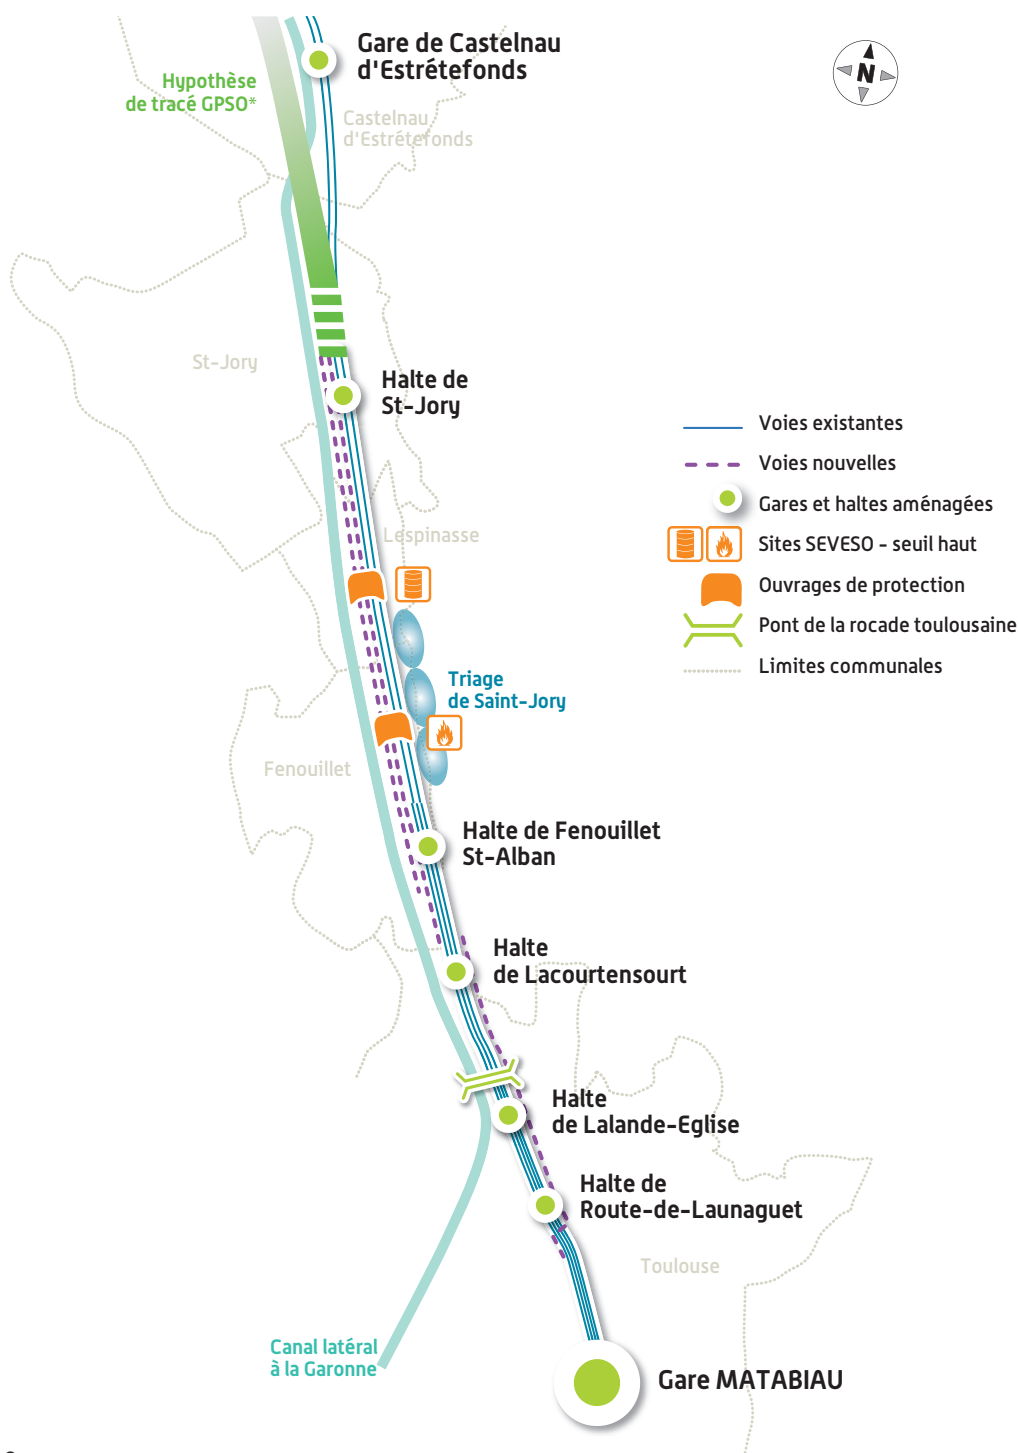 Gare de Castelnau
d'Estrétefonds
N
Hypothèse
de tracé GPSO*
Castelnau
d'Estrétefonds
St-Jory
Halte de
St-Jory
Voies existantes
Voies nouvelles
Gares et haltes aménagées
Sites SEVESO - seuil haut
Ouvrages de protection
Pont de la rocade toulousaine
Limites communales
Lespinasse
Triage
de Saint-Jory
Fenouillet
Halte de Fenouillet
St-Alban
Halte
de Lacourtensourt
Halte
de Lalande-Eglise
Halte de
Route-de-Launaguet
Toulouse
Canal latéral
à la Garonne
Gare MATABIAU